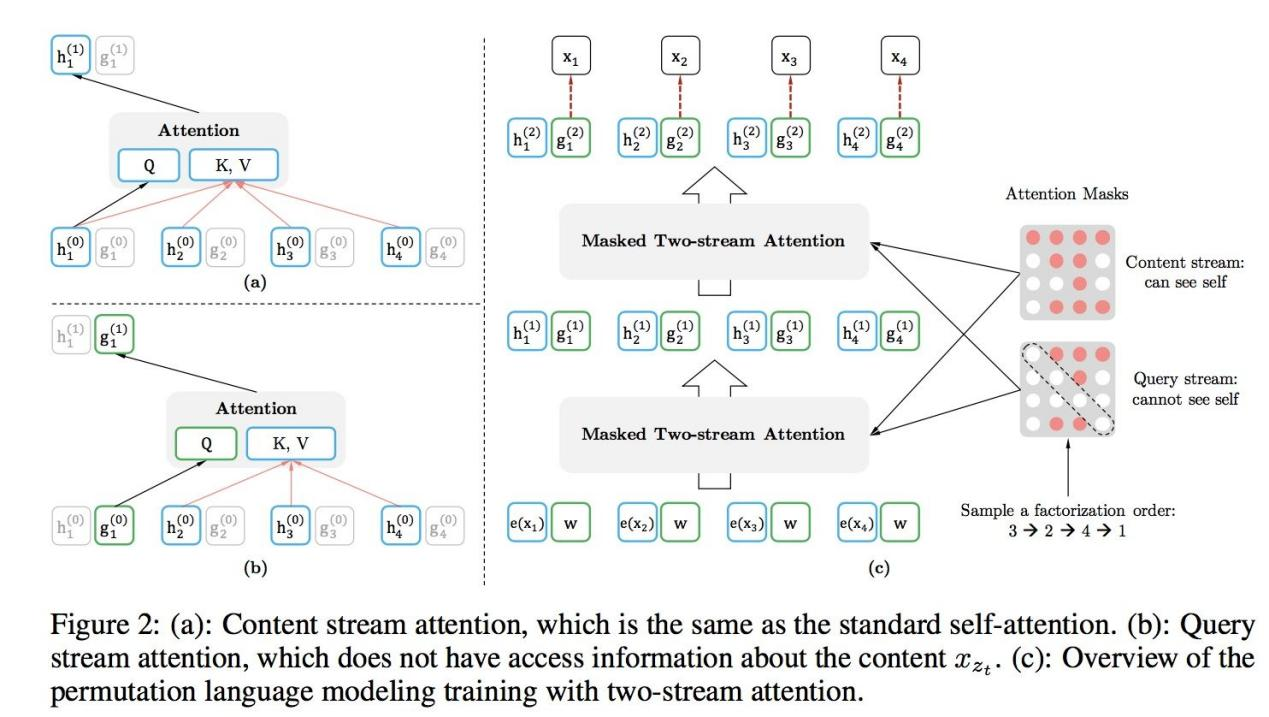 h₁⁽¹⁾ g₁⁽¹⁾
Attention
Q K, V
h₁⁽⁰⁾ g₁⁽⁰⁾ h₂⁽⁰⁾ g₂⁽⁰⁾ h₃⁽⁰⁾ g₃⁽⁰⁾ h₄⁽⁰⁾ g₄⁽⁰⁾
(a)
h₁⁽¹⁾ g₁⁽¹⁾
Attention
Q K, V
h₁⁽⁰⁾ g₁⁽⁰⁾ h₂⁽⁰⁾ g₂⁽⁰⁾ h₃⁽⁰⁾ g₃⁽⁰⁾ h₄⁽⁰⁾ g₄⁽⁰⁾
(b)
x₁ x₂ x₃ x₄
h₁⁽²⁾ g₁⁽²⁾ h₂⁽²⁾ g₂⁽²⁾ h₃⁽²⁾ g₃⁽²⁾ h₄⁽²⁾ g₄⁽²⁾
Masked Two-stream Attention
h₁⁽¹⁾ g₁⁽¹⁾ h₂⁽¹⁾ g₂⁽¹⁾ h₃⁽¹⁾ g₃⁽¹⁾ h₄⁽¹⁾ g₄⁽¹⁾
Masked Two-stream Attention
e(x₁) w e(x₂) w e(x₃) w e(x₄) w
(c)
Attention Masks
Content stream:
can see self
Query stream:
cannot see self
Sample a factorization order:
3 → 2 → 4 → 1
Figure 2: (a): Content stream attention, which is the same as the standard self-attention. (b): Query
stream attention, which does not have access information about the content x_{z_t}. (c): Overview of the
permutation language modeling training with two-stream attention.